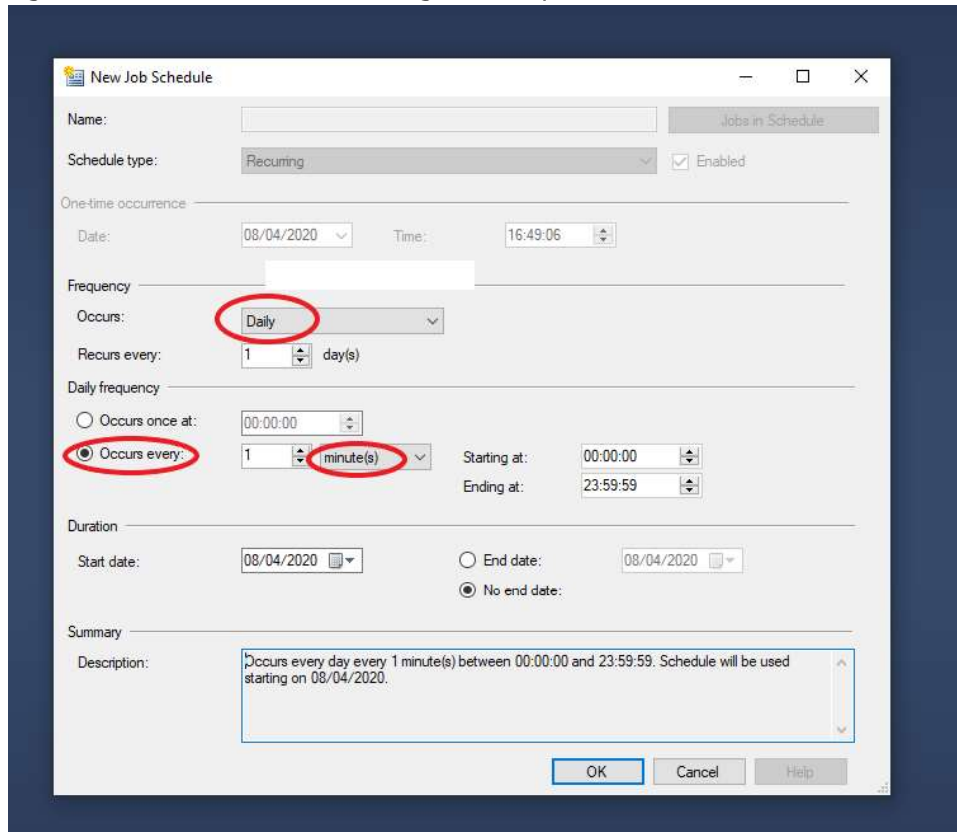 New Job Schedule
Name:
Jobs in Schedule
Schedule type:
Recurring
Enabled
One-time occurrence
Date:
08/04/2020
Time:
16:49:06
Frequency
Occurs:
Daily
Recurs every:
1
day(s)
Daily frequency
Occurs once at:
00:00:00
Occurs every:
1
minute(s)
Starting at:
00:00:00
Ending at:
23:59:59
Duration
Start date:
08/04/2020
End date:
08/04/2020
No end date:
Summary
Description:
Occurs every day every 1 minute(s) between 00:00:00 and 23:59:59. Schedule will be used
starting on 08/04/2020.
OK
Cancel
Help